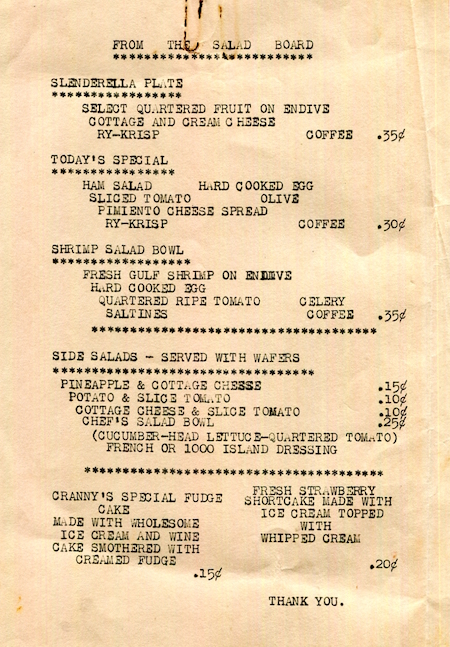 FROM THE SALAD BOARD
*************************
SLENDERELLA PLATE
*****************
SELECT QUARTERED FRUIT ON ENDIVE
COTTAGE AND CREAM CHEESE
RY-KRISP COFFEE .35¢
TODAY'S SPECIAL
****************
HAM SALAD HARD COOKED EGG
SLICED TOMATO OLIVE
PIMIENTO CHEESE SPREAD
RY-KRISP COFFEE .30¢
SHRIMP SALAD BOWL
******************
FRESH GULF SHRIMP ON ENDIVE
HARD COOKED EGG
QUARTERED RIPE TOMATO CELERY
SALTINES COFFEE .35¢
*************************************
SIDE SALADS - SERVED WITH WAFERS
**********************************
PINEAPPLE & COTTAGE CHESSE .15¢
POTATO & SLICE TOMATO .10¢
COTTAGE CHEESE & SLICE TOMATO .10¢
CHEF'S SALAD BOWL .25¢
(CUCUMBER-HEAD LETTUCE-QUARTERED TOMATO)
FRENCH OR 1000 ISLAND DRESSING
***************************************
CRANNY'S SPECIAL FUDGE
CAKE
MADE WITH WHOLESOME
ICE CREAM AND WINE
CAKE SMOTHERED WITH
CREAMED FUDGE
.15¢
FRESH STRAWBERRY
SHORTCAKE MADE WITH
ICE CREAM TOPPED
WITH
WHIPPED CREAM
.20¢
THANK YOU.